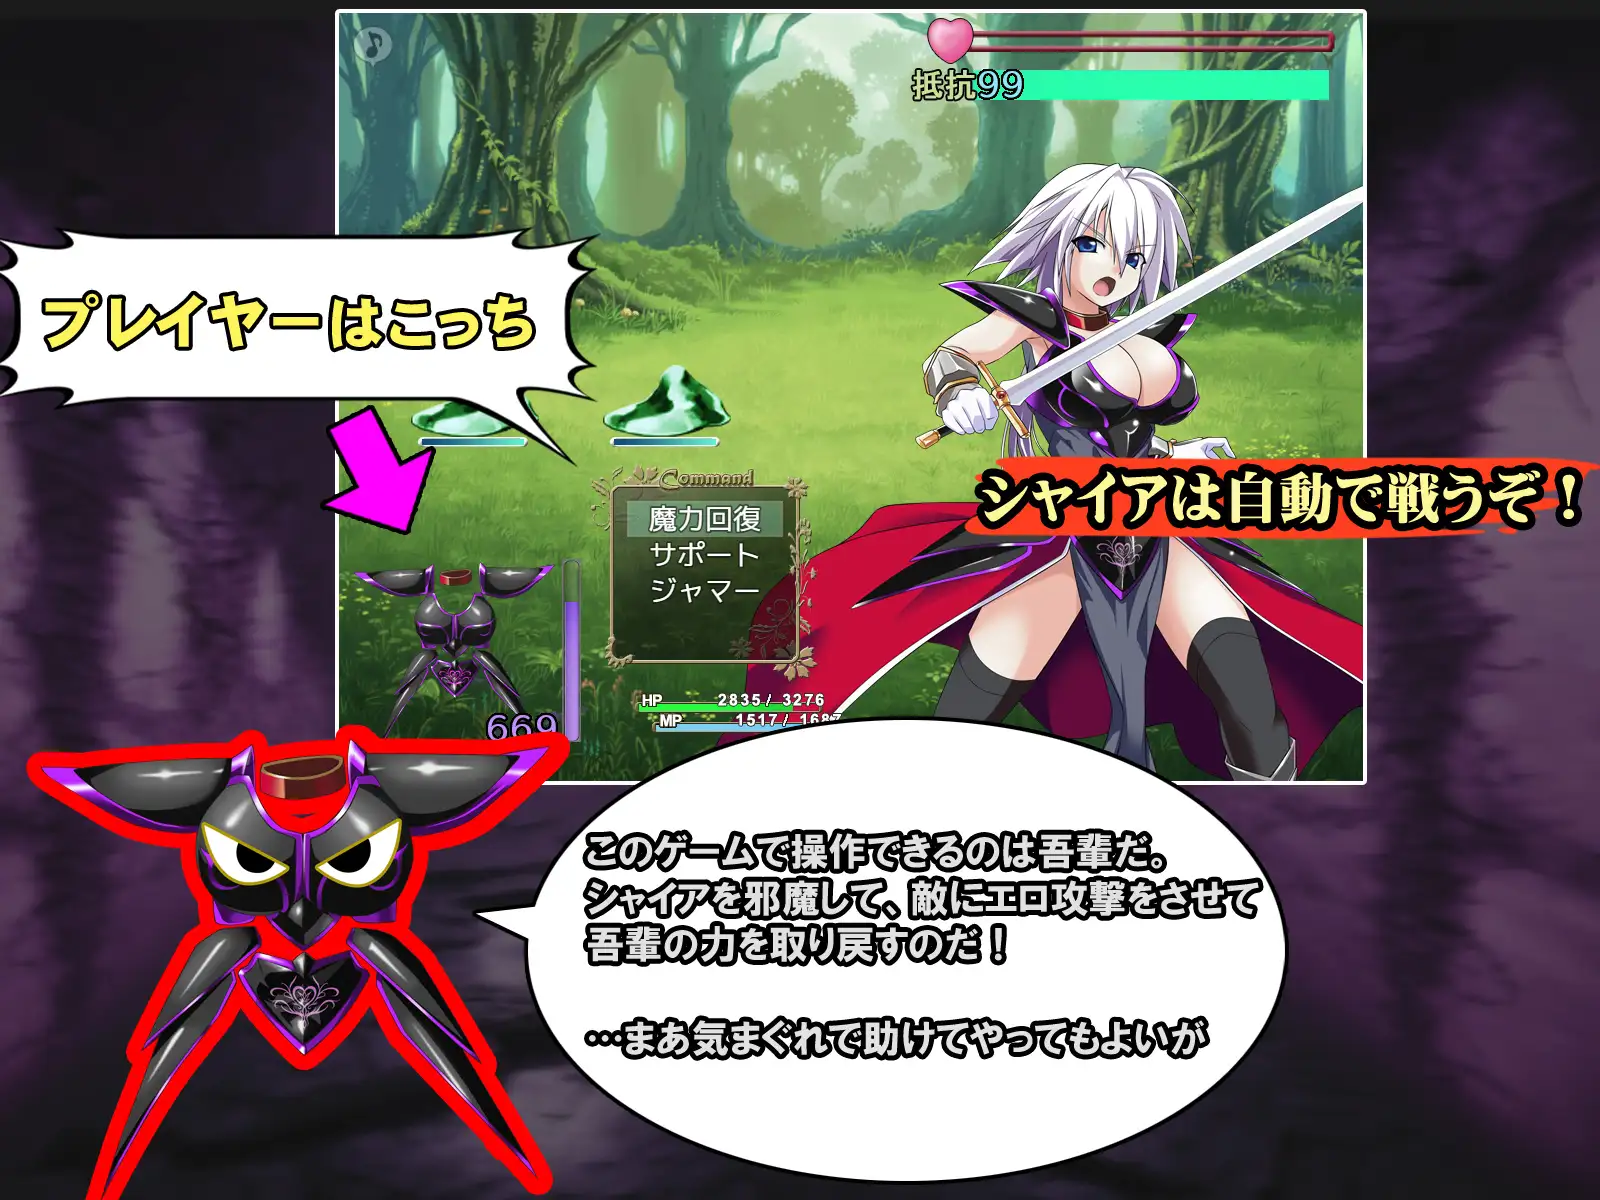 抵抗99
プレイヤーはこっち
Command
魔力回復
サポート
ジャマー
シャイアは自動で戦うぞ！
HP 2835/ 3276
MP 1517/ 1687
669
このゲームで操作できるのは吾輩だ。
シャイアを邪魔して、敵にエロ攻撃をさせて
吾輩の力を取り戻すのだ！
…まあ気まぐれで助けてやってもよいが